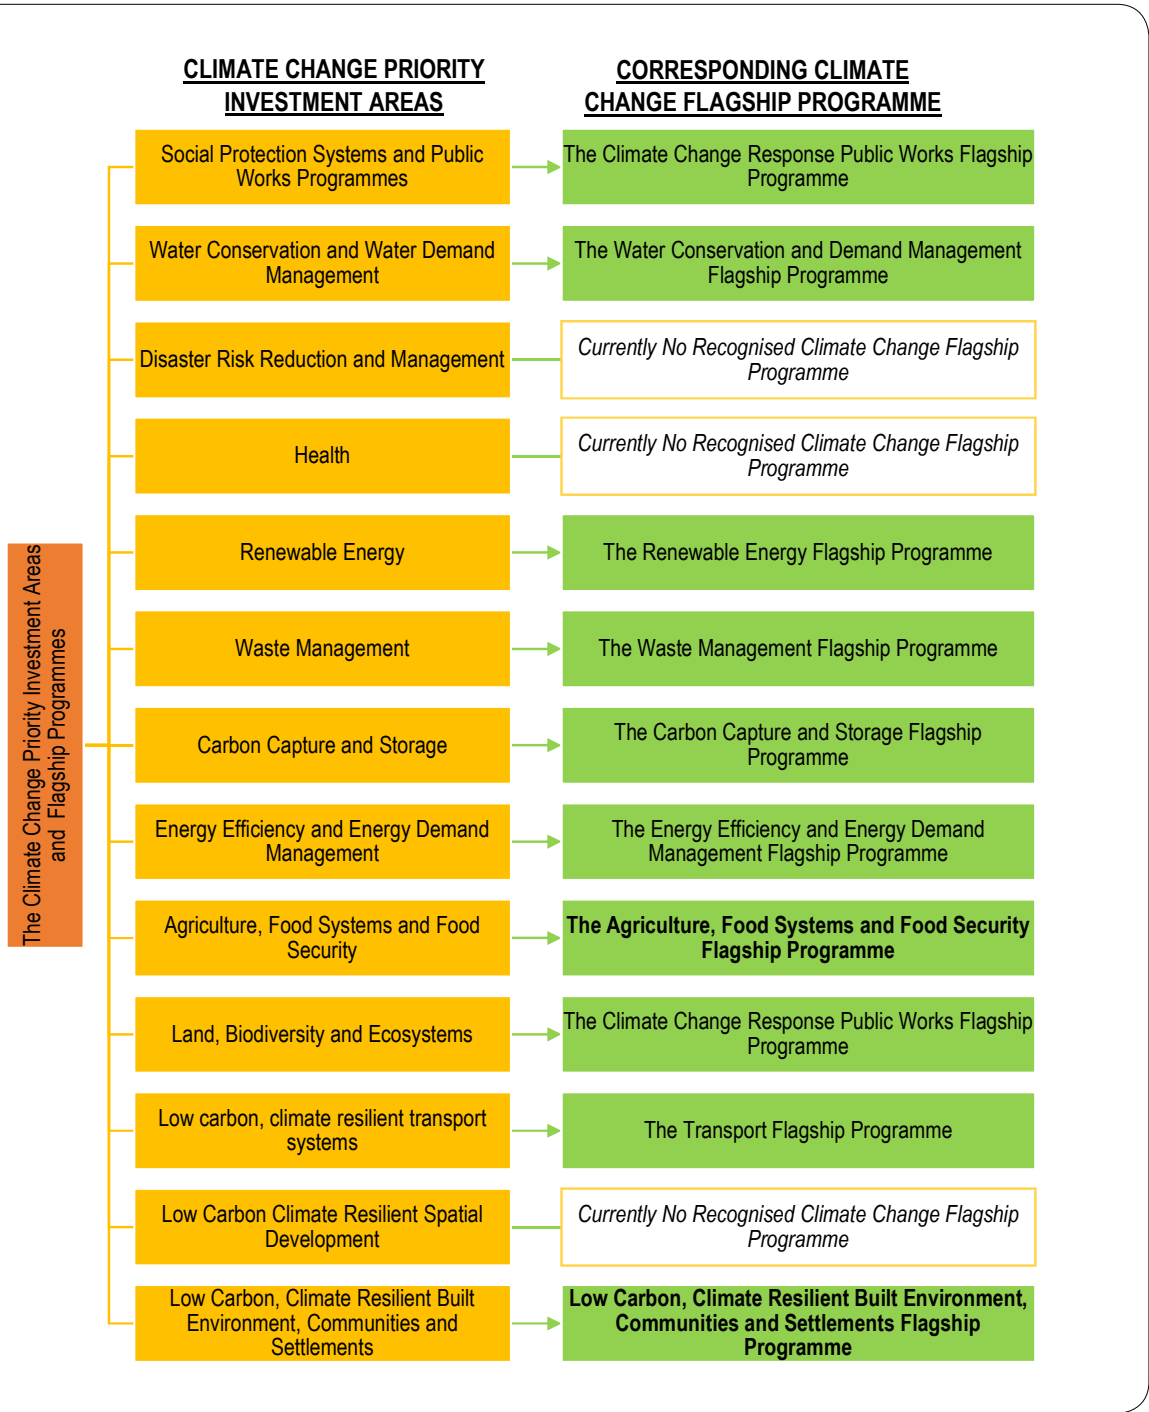 CLIMATE CHANGE PRIORITY
INVESTMENT AREAS
CORRESPONDING CLIMATE
CHANGE FLAGSHIP PROGRAMME
The Climate Change Priority Investment Areas
and Flagship Programmes
Social Protection Systems and Public
Works Programmes
The Climate Change Response Public Works Flagship
Programme
Water Conservation and Water Demand
Management
The Water Conservation and Demand Management
Flagship Programme
Disaster Risk Reduction and Management
Currently No Recognised Climate Change Flagship
Programme
Health
Currently No Recognised Climate Change Flagship
Programme
Renewable Energy
The Renewable Energy Flagship Programme
Waste Management
The Waste Management Flagship Programme
Carbon Capture and Storage
The Carbon Capture and Storage Flagship
Programme
Energy Efficiency and Energy Demand
Management
The Energy Efficiency and Energy Demand
Management Flagship Programme
Agriculture, Food Systems and Food
Security
The Agriculture, Food Systems and Food Security
Flagship Programme
Land, Biodiversity and Ecosystems
The Climate Change Response Public Works Flagship
Programme
Low carbon, climate resilient transport
systems
The Transport Flagship Programme
Low Carbon Climate Resilient Spatial
Development
Currently No Recognised Climate Change Flagship
Programme
Low Carbon, Climate Resilient Built
Environment, Communities and
Settlements
Low Carbon, Climate Resilient Built Environment,
Communities and Settlements Flagship
Programme